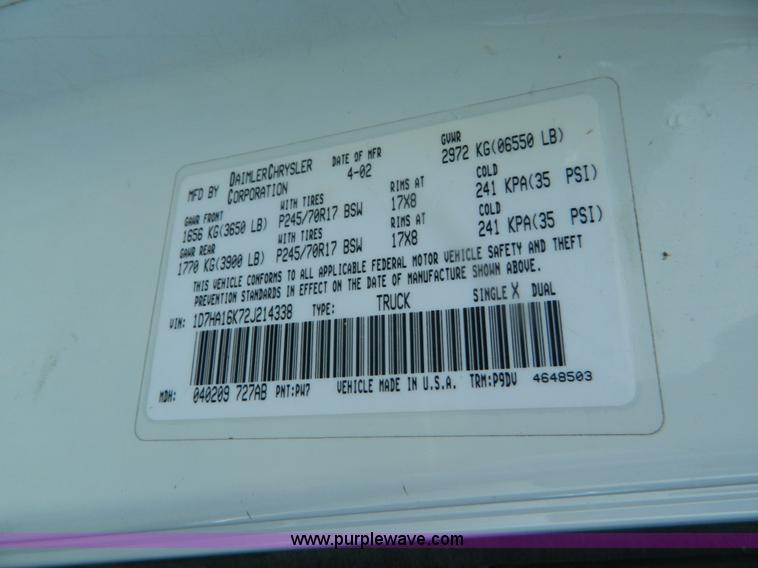 MFD BY DAIMLERCHRYSLER CORPORATION DATE OF MFR 4-02 GVWR 2972 KG(06550 LB)
GAWR FRONT WITH TIRES RIMS AT COLD
1656 KG(3650 LB) P245/70R17 BSW 17X8 241 KPA(35 PSI)
GAWR REAR WITH TIRES RIMS AT COLD
1770 KG(3900 LB) P245/70R17 BSW 17X8 241 KPA(35 PSI)
THIS VEHICLE CONFORMS TO ALL APPLICABLE FEDERAL MOTOR VEHICLE SAFETY AND THEFT
PREVENTION STANDARDS IN EFFECT ON THE DATE OF MANUFACTURE SHOWN ABOVE.
VIN: 1D7HA16K72J214338 TYPE: TRUCK SINGLE X DUAL
MDH: 040209 727AB PNT:PW7 VEHICLE MADE IN U.S.A. TRM:P9DV 4648503
www.purplewave.com